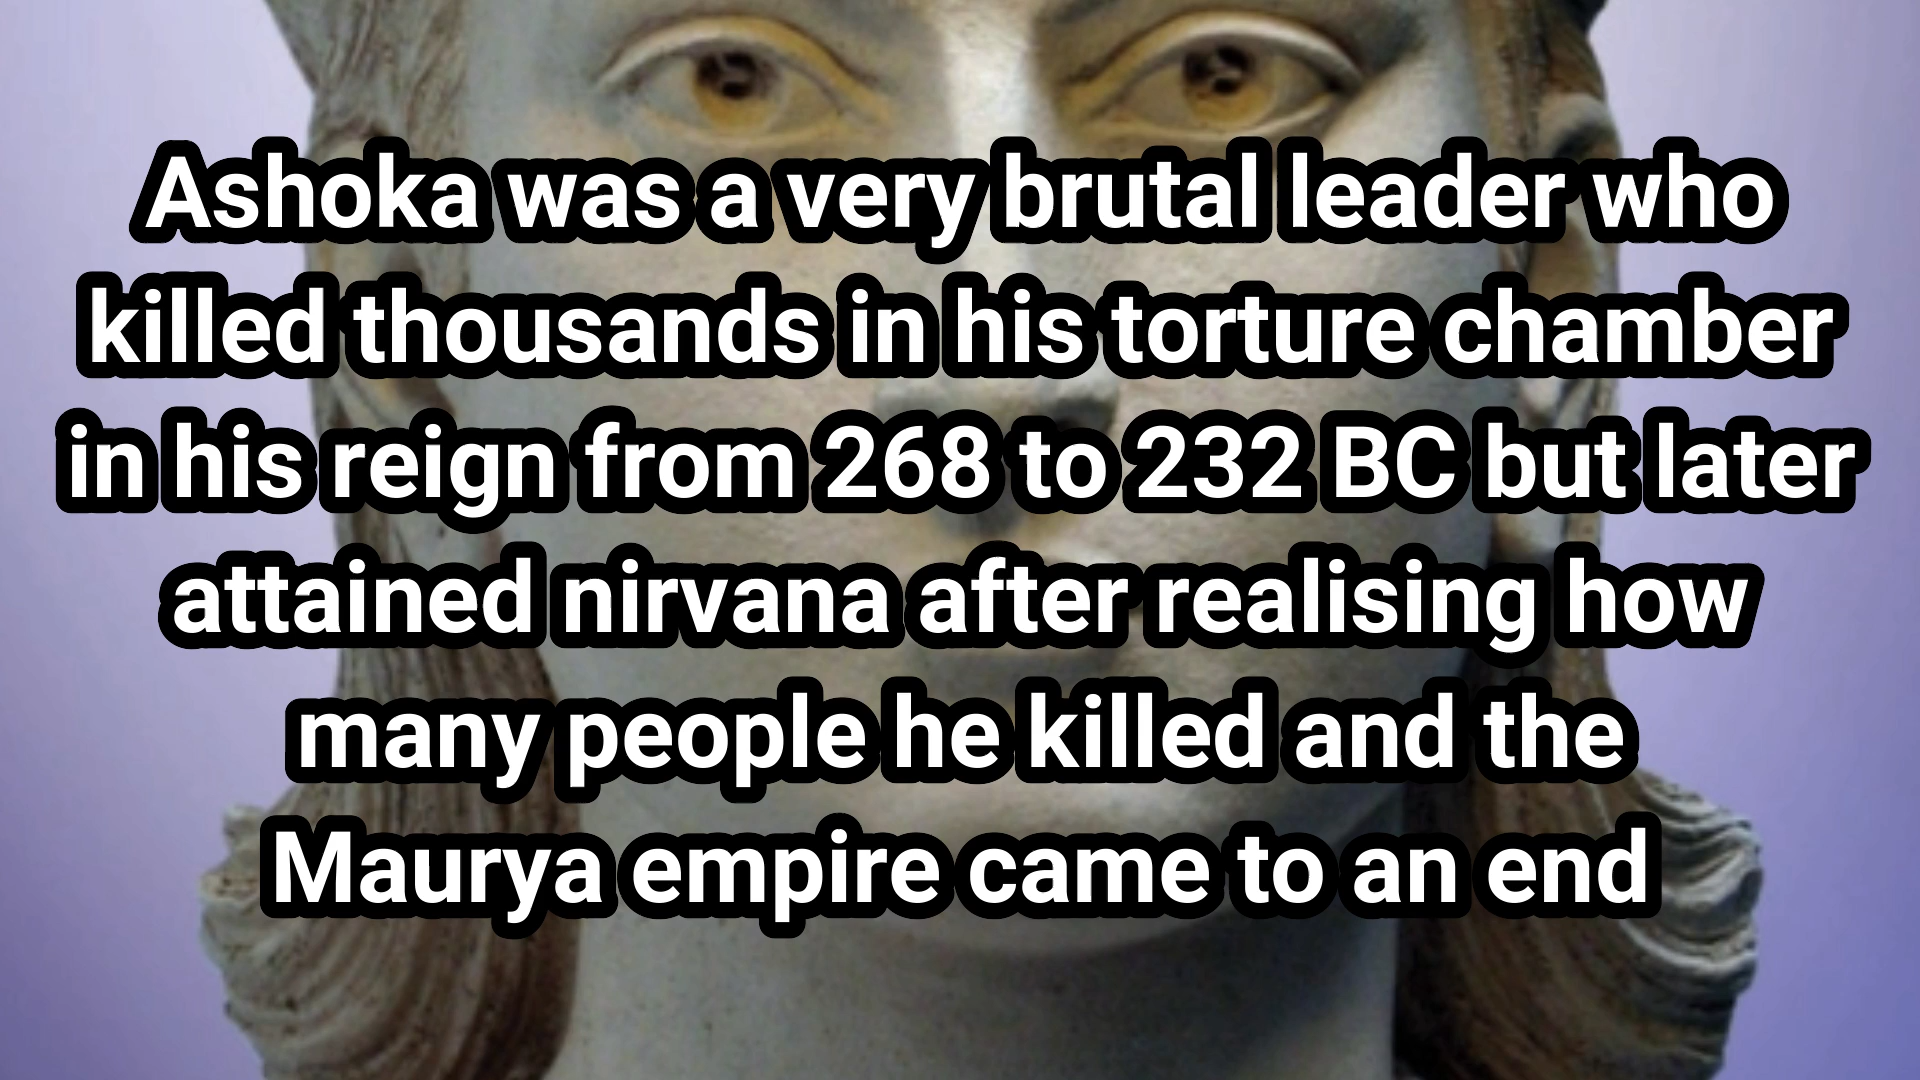 Ashoka was a very brutal leader who
killed thousands in his torture chamber
in his reign from 268 to 232 BC but later
attained nirvana after realising how
many people he killed and the
Maurya empire came to an end